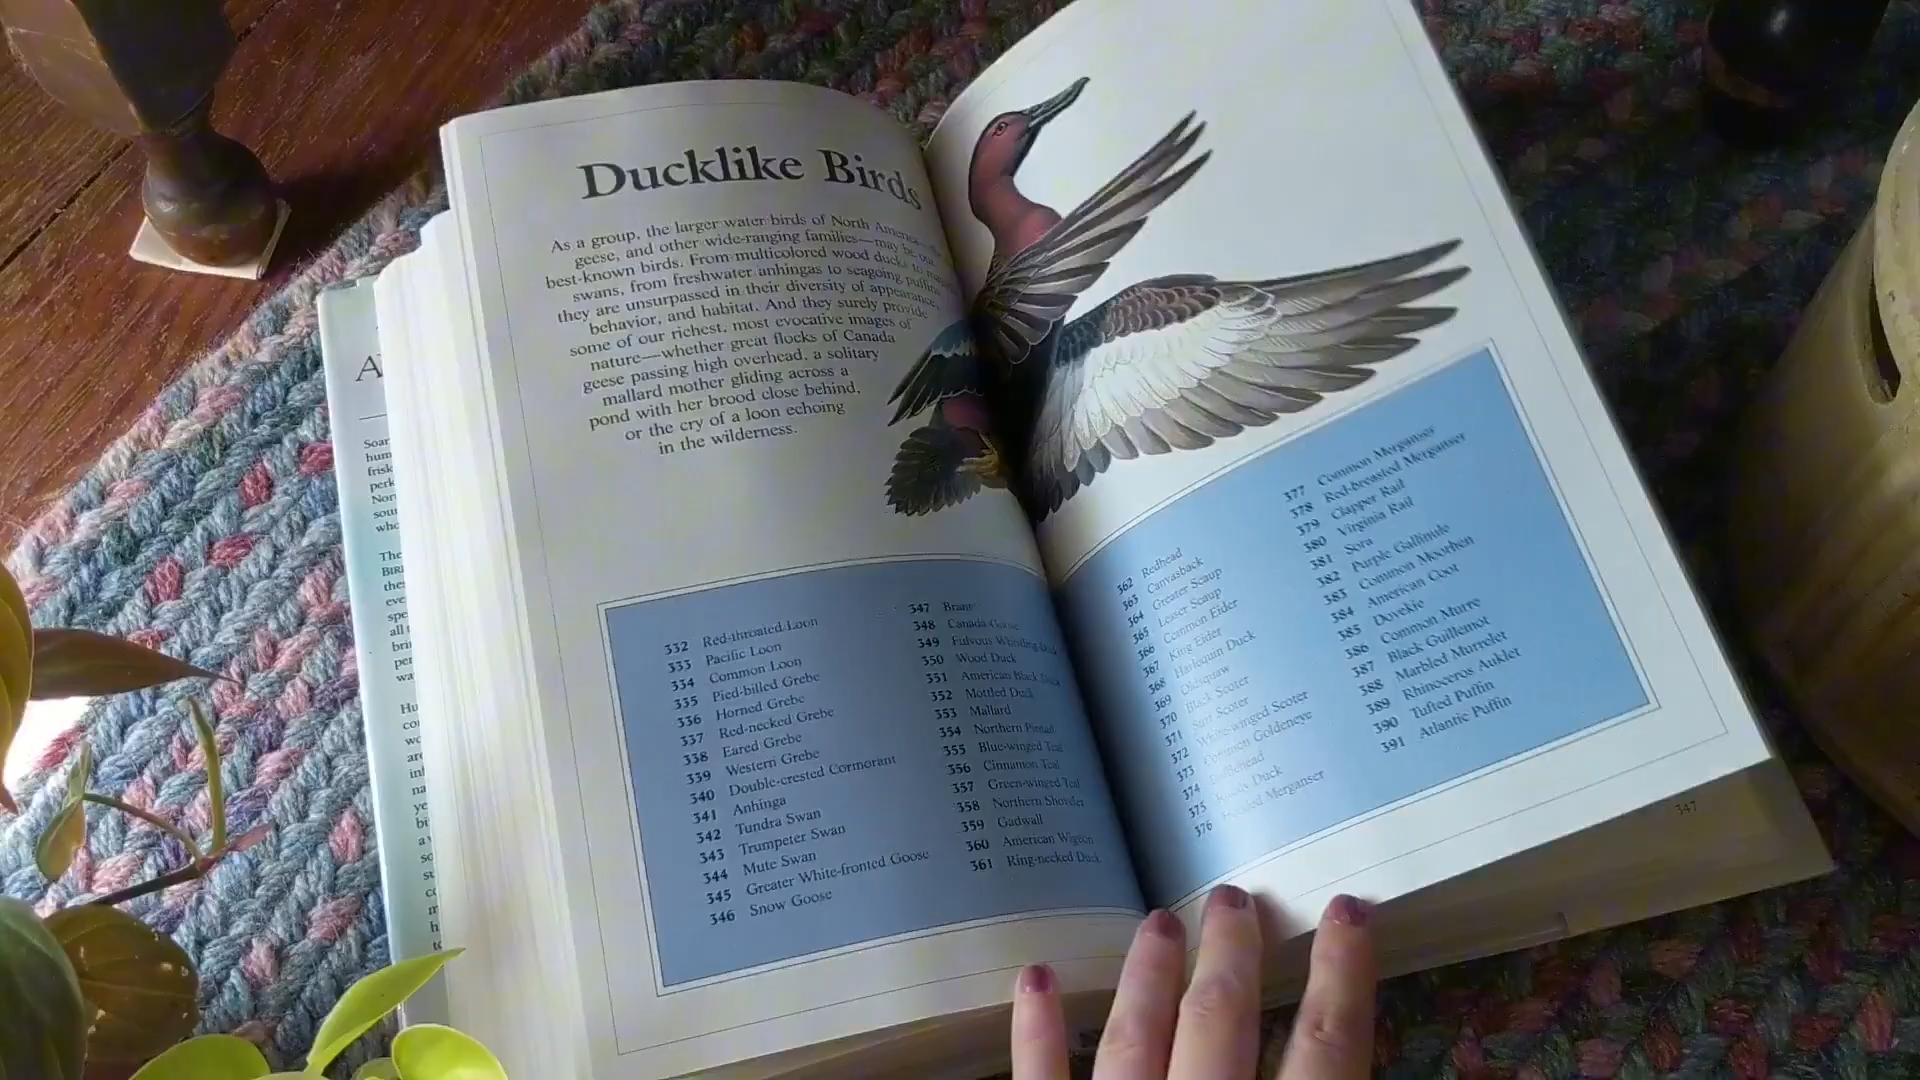 Ducklike Birds
As a group, the larger water birds of North America—
geese, and other wide-ranging families—may be our
best-known birds. From multicolored wood ducks to
swans, from freshwater anhingas to seagoing puffins,
they are unsurpassed in their diversity of appearance,
behavior, and habitat. And they surely provide
some of our richest, most evocative images of
nature—whether great flocks of Canada
geese passing high overhead, a solitary
mallard mother gliding across a
pond with her brood close behind,
or the cry of a loon echoing
in the wilderness.
332 Red-throated Loon
333 Pacific Loon
334 Common Loon
335 Pied-billed Grebe
336 Horned Grebe
337 Red-necked Grebe
338 Eared Grebe
339 Western Grebe
340 Double-crested Cormorant
341 Anhinga
342 Tundra Swan
343 Trumpeter Swan
344 Mute Swan
345 Greater White-fronted Goose
346 Snow Goose
347 Brant
348 Canada Goose
349 Fulvous Whistling-Duck
350 Wood Duck
351 American Black Duck
352 Mottled Duck
353 Mallard
354 Northern Pintail
355 Blue-winged Teal
356 Cinnamon Teal
357 Green-winged Teal
358 Northern Shoveler
359 Gadwall
360 American Wigeon
361 Ring-necked Duck
362 Redhead
363 Canvasback
364 Greater Scaup
365 Lesser Scaup
366 Common Eider
367 King Eider
368 Harlequin Duck
369 Oldsquaw
370 Black Scoter
371 Surf Scoter
372 White-winged Scoter
373 Common Goldeneye
374 Bufflehead
375 Ruddy Duck
376 Hooded Merganser
377 Common Merganser
378 Red-breasted Merganser
379 Clapper Rail
380 Virginia Rail
381 Sora
382 Purple Gallinule
383 Common Moorhen
384 American Coot
385 Dovekie
386 Common Murre
387 Black Guillemot
388 Marbled Murrelet
389 Rhinoceros Auklet
390 Tufted Puffin
391 Atlantic Puffin
347